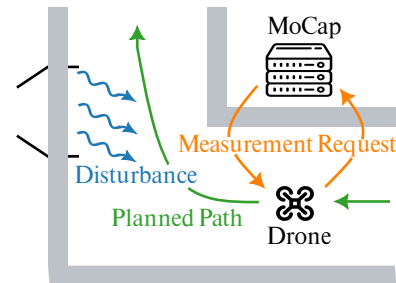 MoCap
Measurement Request
Disturbance
Planned Path
Drone